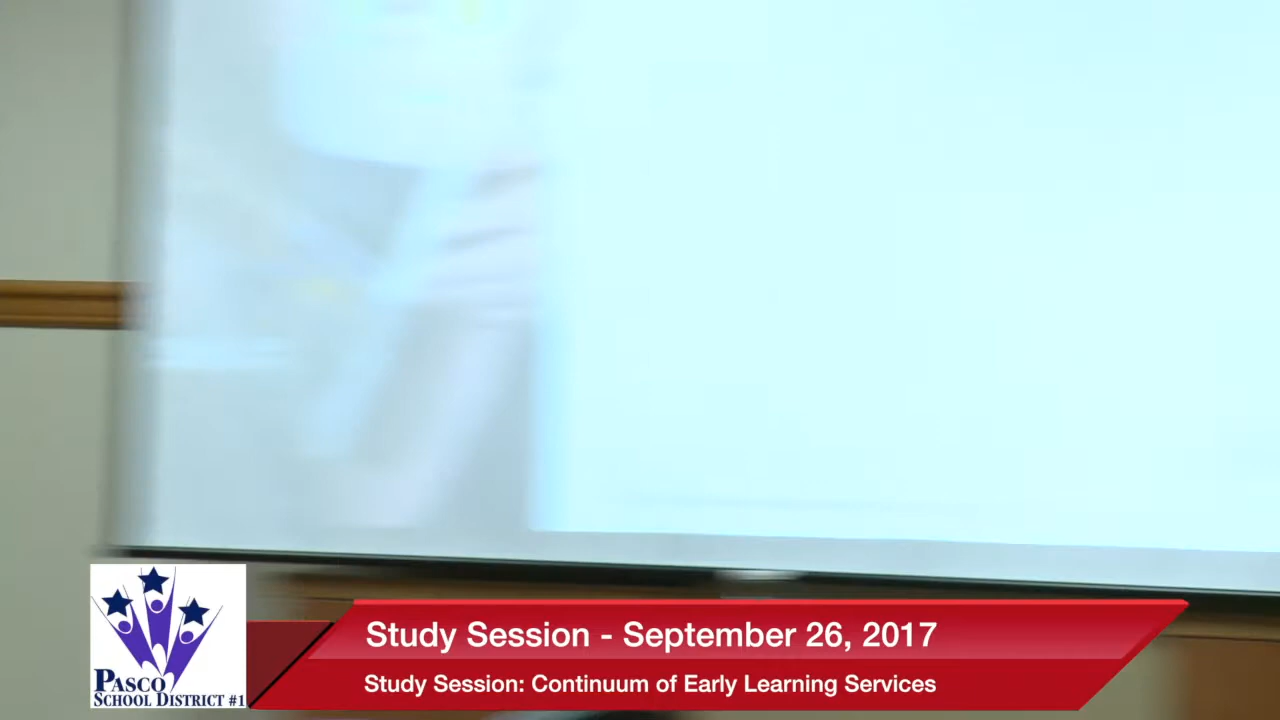 Study Session - September 26, 2017
Study Session: Continuum of Early Learning Services
PASCO
SCHOOL DISTRICT #1